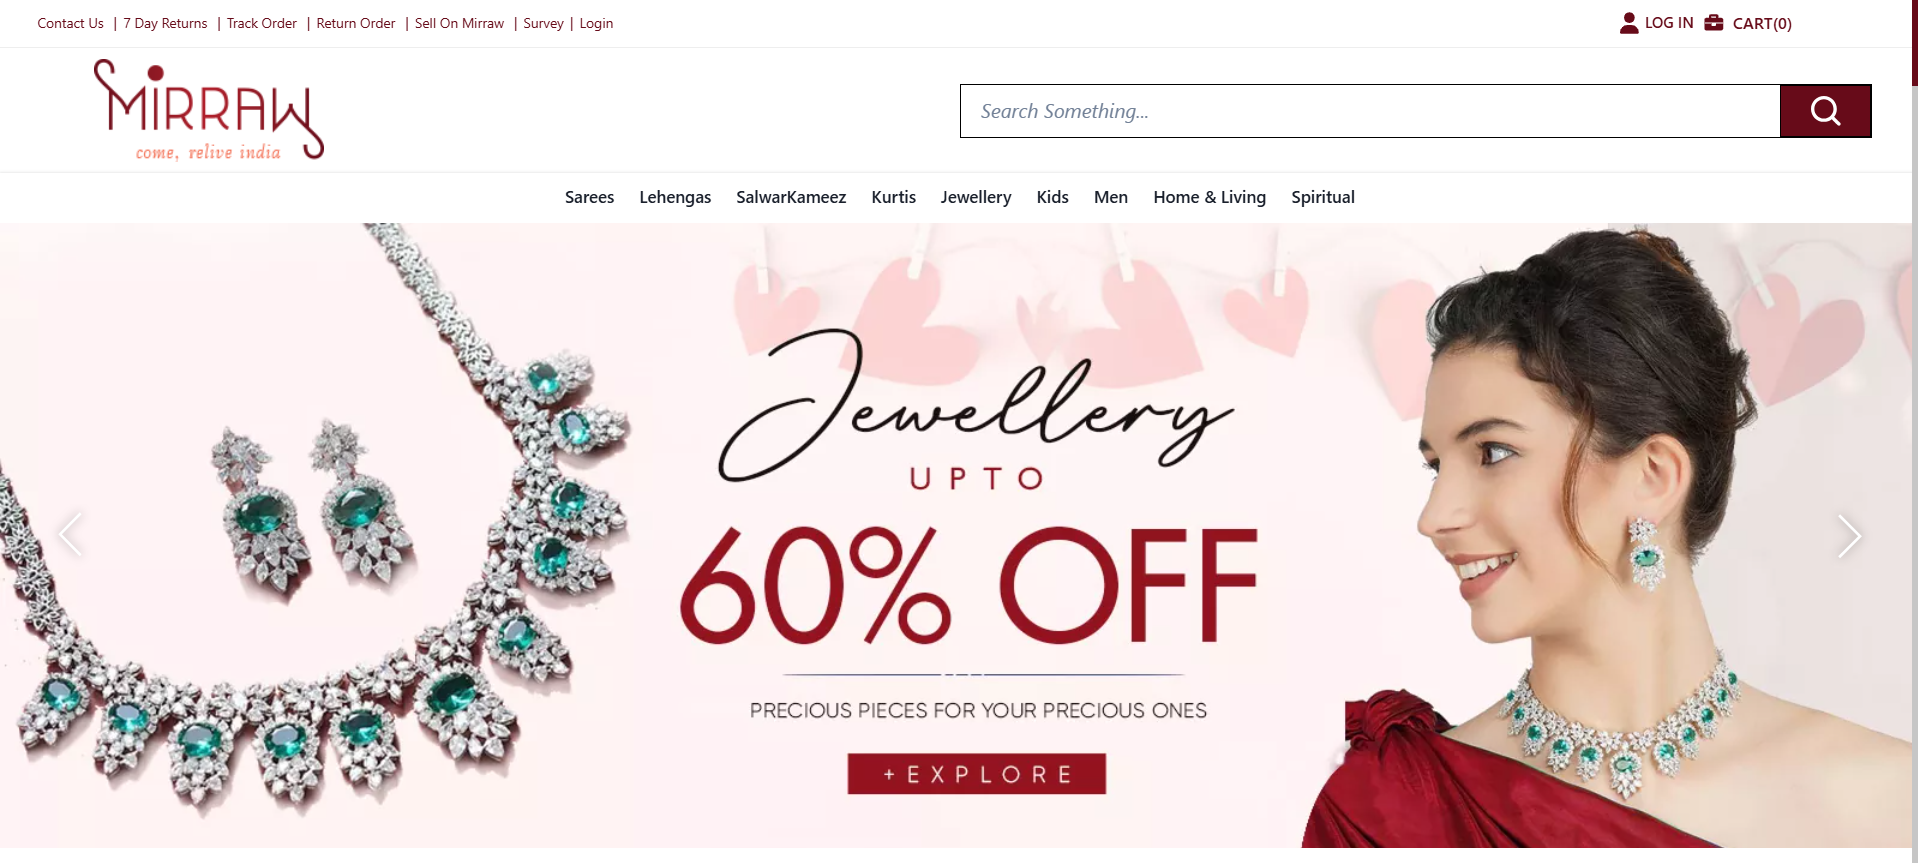 Contact Us | 7 Day Returns | Track Order | Return Order | Sell On Mirraw | Survey | Login
LOG IN CART(0)
MIRRAW
come, relive india
Search Something...
Sarees Lehengas SalwarKameez Kurtis Jewellery Kids Men Home & Living Spiritual
Jewellery
UPTO
60% OFF
PRECIOUS PIECES FOR YOUR PRECIOUS ONES
+ EXPLORE